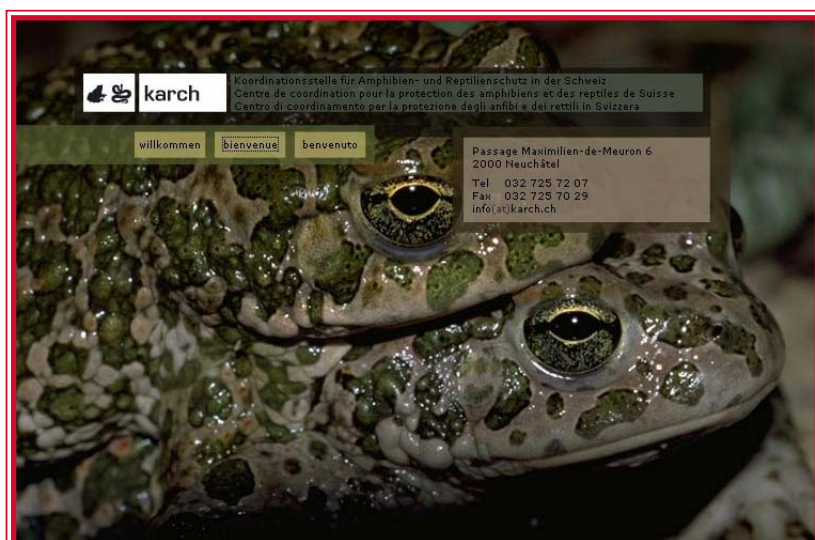 karch
Koordinationsstelle für Amphibien- und Reptilienschutz in der Schweiz
Centre de coordination pour la protection des amphibiens et des reptiles de Suisse
Centro di coordinamento per la protezione degli anfibi e dei rettili in Svizzera
willkommen bienvenue benvenuto
Passage Maximilien-de-Meuron 6
2000 Neuchâtel
Tel 032 725 72 07
Fax 032 725 70 29
info(at)karch.ch